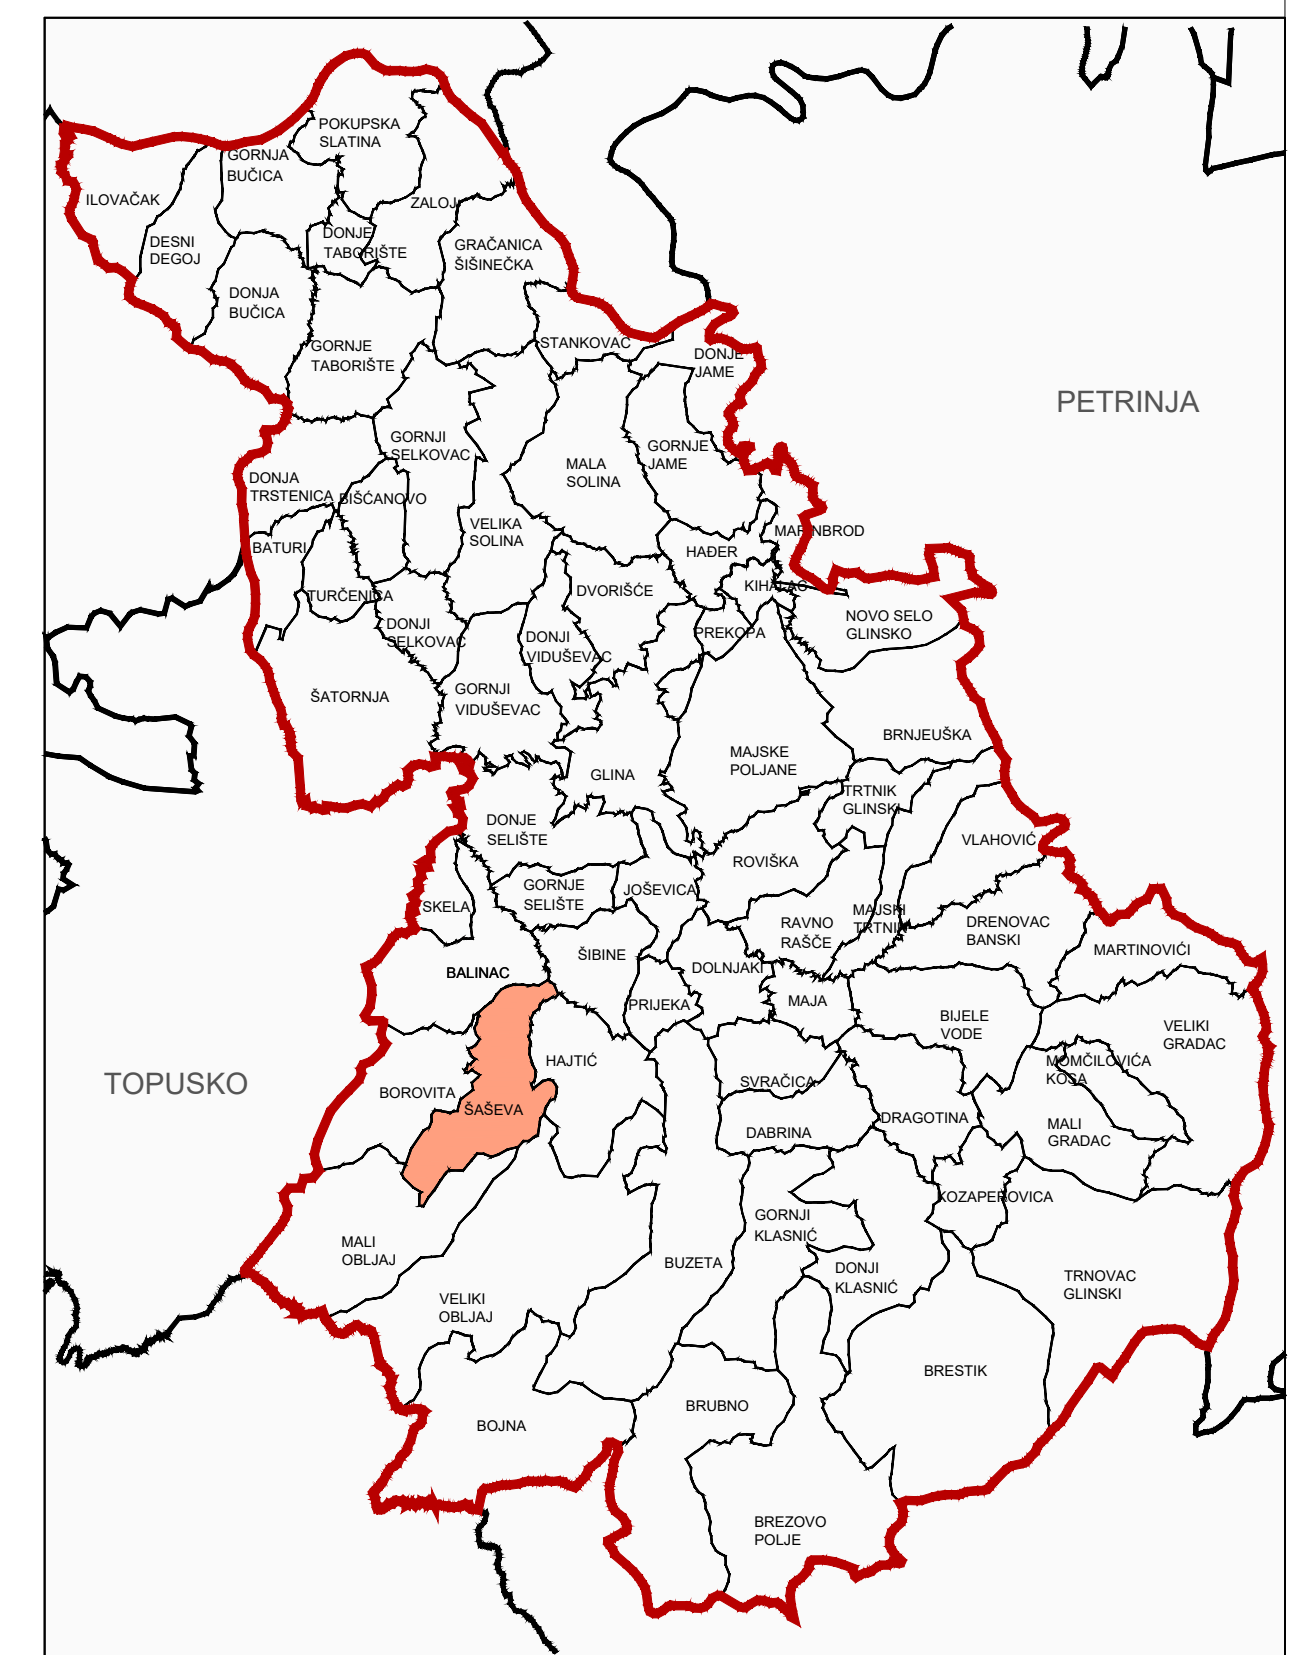 POKUPSKA
SLATINA
GORNJA
BUČICA
ILOVAČAK
ZALOJ
DESNI
DEGOJ
DONJE
TABORIŠTE
GRAČANICA
ŠIŠINEČKA
DONJA
BUČICA
GORNJE
TABORIŠTE
STANKOVAC
DONJE
JAME
PETRINJA
GORNJI
SELKOVAC
GORNJE
JAME
MALA
SOLINA
DONJA
TRSTENICA
BIŠĆANOVO
VELIKA
SOLINA
MARINBROD
BATURI
HAĐER
TURČENICA
DVORIŠĆE
KIHALAC
NOVO SELO
GLINSKO
DONJI
SELKOVAC
DONJI
VIDUŠEVAC
PREKOPA
ŠATORNJA
GORNJI
VIDUŠEVAC
BRNJEUŠKA
MAJSKE
POLJANE
GLINA
TRTNIK
GLINSKI
DONJE
SELIŠTE
VLAHOVIĆ
ROVIŠKA
GORNJE
SELIŠTE
JOŠEVICA
SKELA
MAJSKI
TRTNIK
RAVNO
RAŠČE
DRENOVAC
BANSKI
MARTINOVIĆI
ŠIBINE
DOLNJAKI
BALINAC
PRIJEKA
MAJA
BIJELE
VODE
VELIKI
GRADAC
HAJTIĆ
MOMČILOVIĆA
KOSA
TOPUSKO
SVRAČICA
BOROVITA
ŠAŠEVA
DRAGOTINA
MALI
GRADAC
DABRINA
KOZAPEROVICA
GORNJI
KLASNIĆ
MALI
OBLJAJ
BUZETA
DONJI
KLASNIĆ
TRNOVAC
GLINSKI
VELIKI
OBLJAJ
BRESTIK
BRUBNO
BOJNA
BREZOVO
POLJE